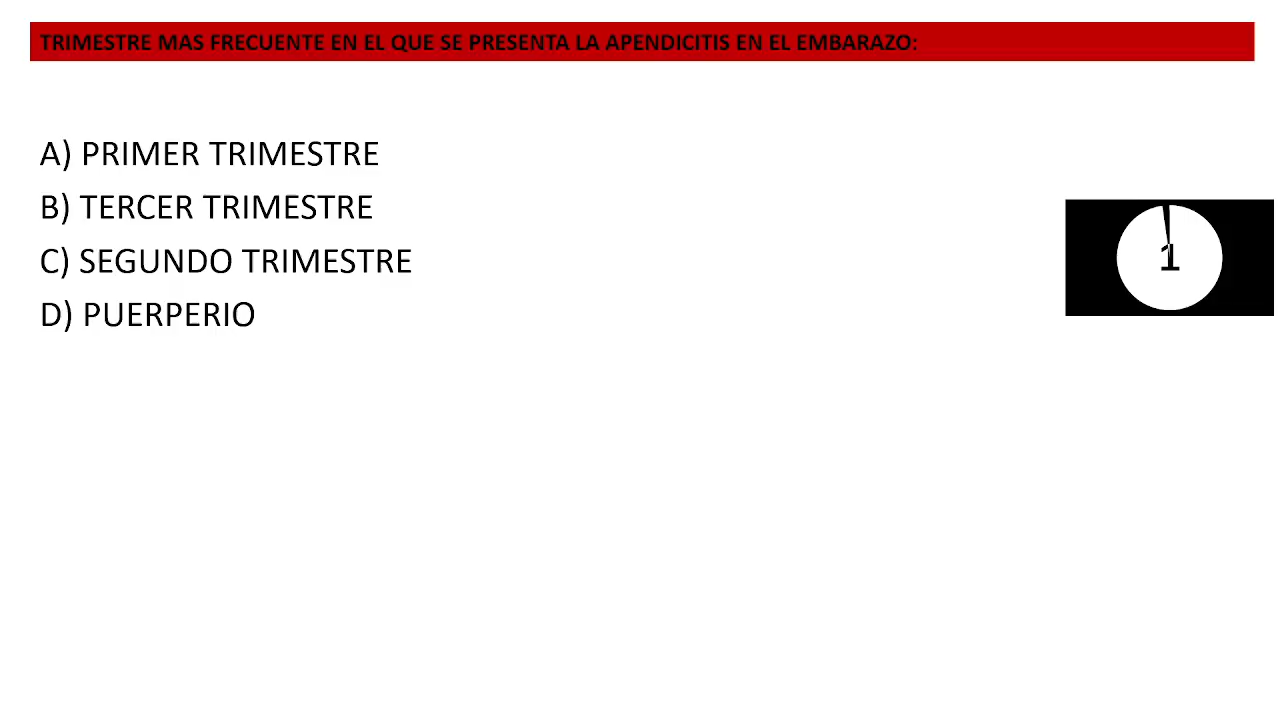 TRIMESTRE MAS FRECUENTE EN EL QUE SE PRESENTA LA APENDICITIS EN EL EMBARAZO:
A) PRIMER TRIMESTRE
B) TERCER TRIMESTRE
1
C) SEGUNDO TRIMESTRE
D) PUERPERIO